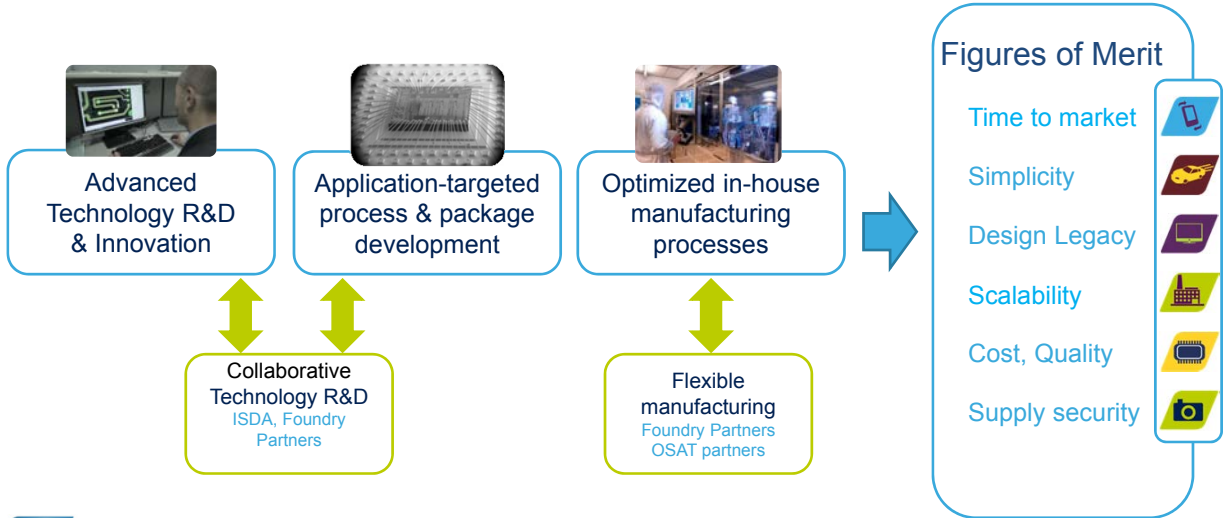 Advanced
Technology R&D
& Innovation
Application-targeted
process & package
development
Optimized in-house
manufacturing
processes
Collaborative
Technology R&D
ISDA, Foundry
Partners
Flexible
manufacturing
Foundry Partners
OSAT partners
Figures of Merit
Time to market
Simplicity
Design Legacy
Scalability
Cost, Quality
Supply security